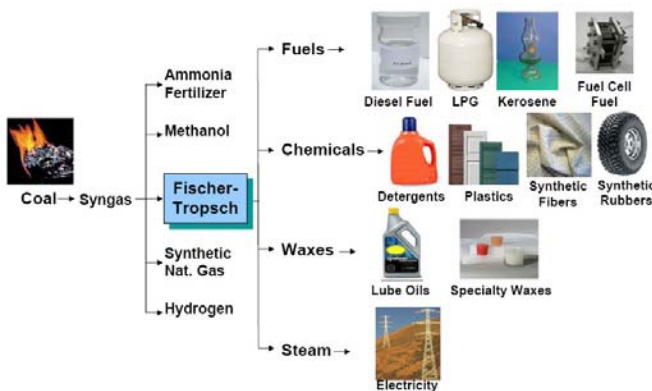 Coal
Syngas
Ammonia
Fertilizer
Methanol
Fischer-
Tropsch
Synthetic
Nat. Gas
Hydrogen
Fuels
Diesel Fuel
LPG
Kerosene
Fuel Cell
Fuel
Chemicals
Detergents
Plastics
Synthetic
Fibers
Synthetic
Rubbers
Waxes
Lube Oils
Specialty Waxes
Steam
Electricity